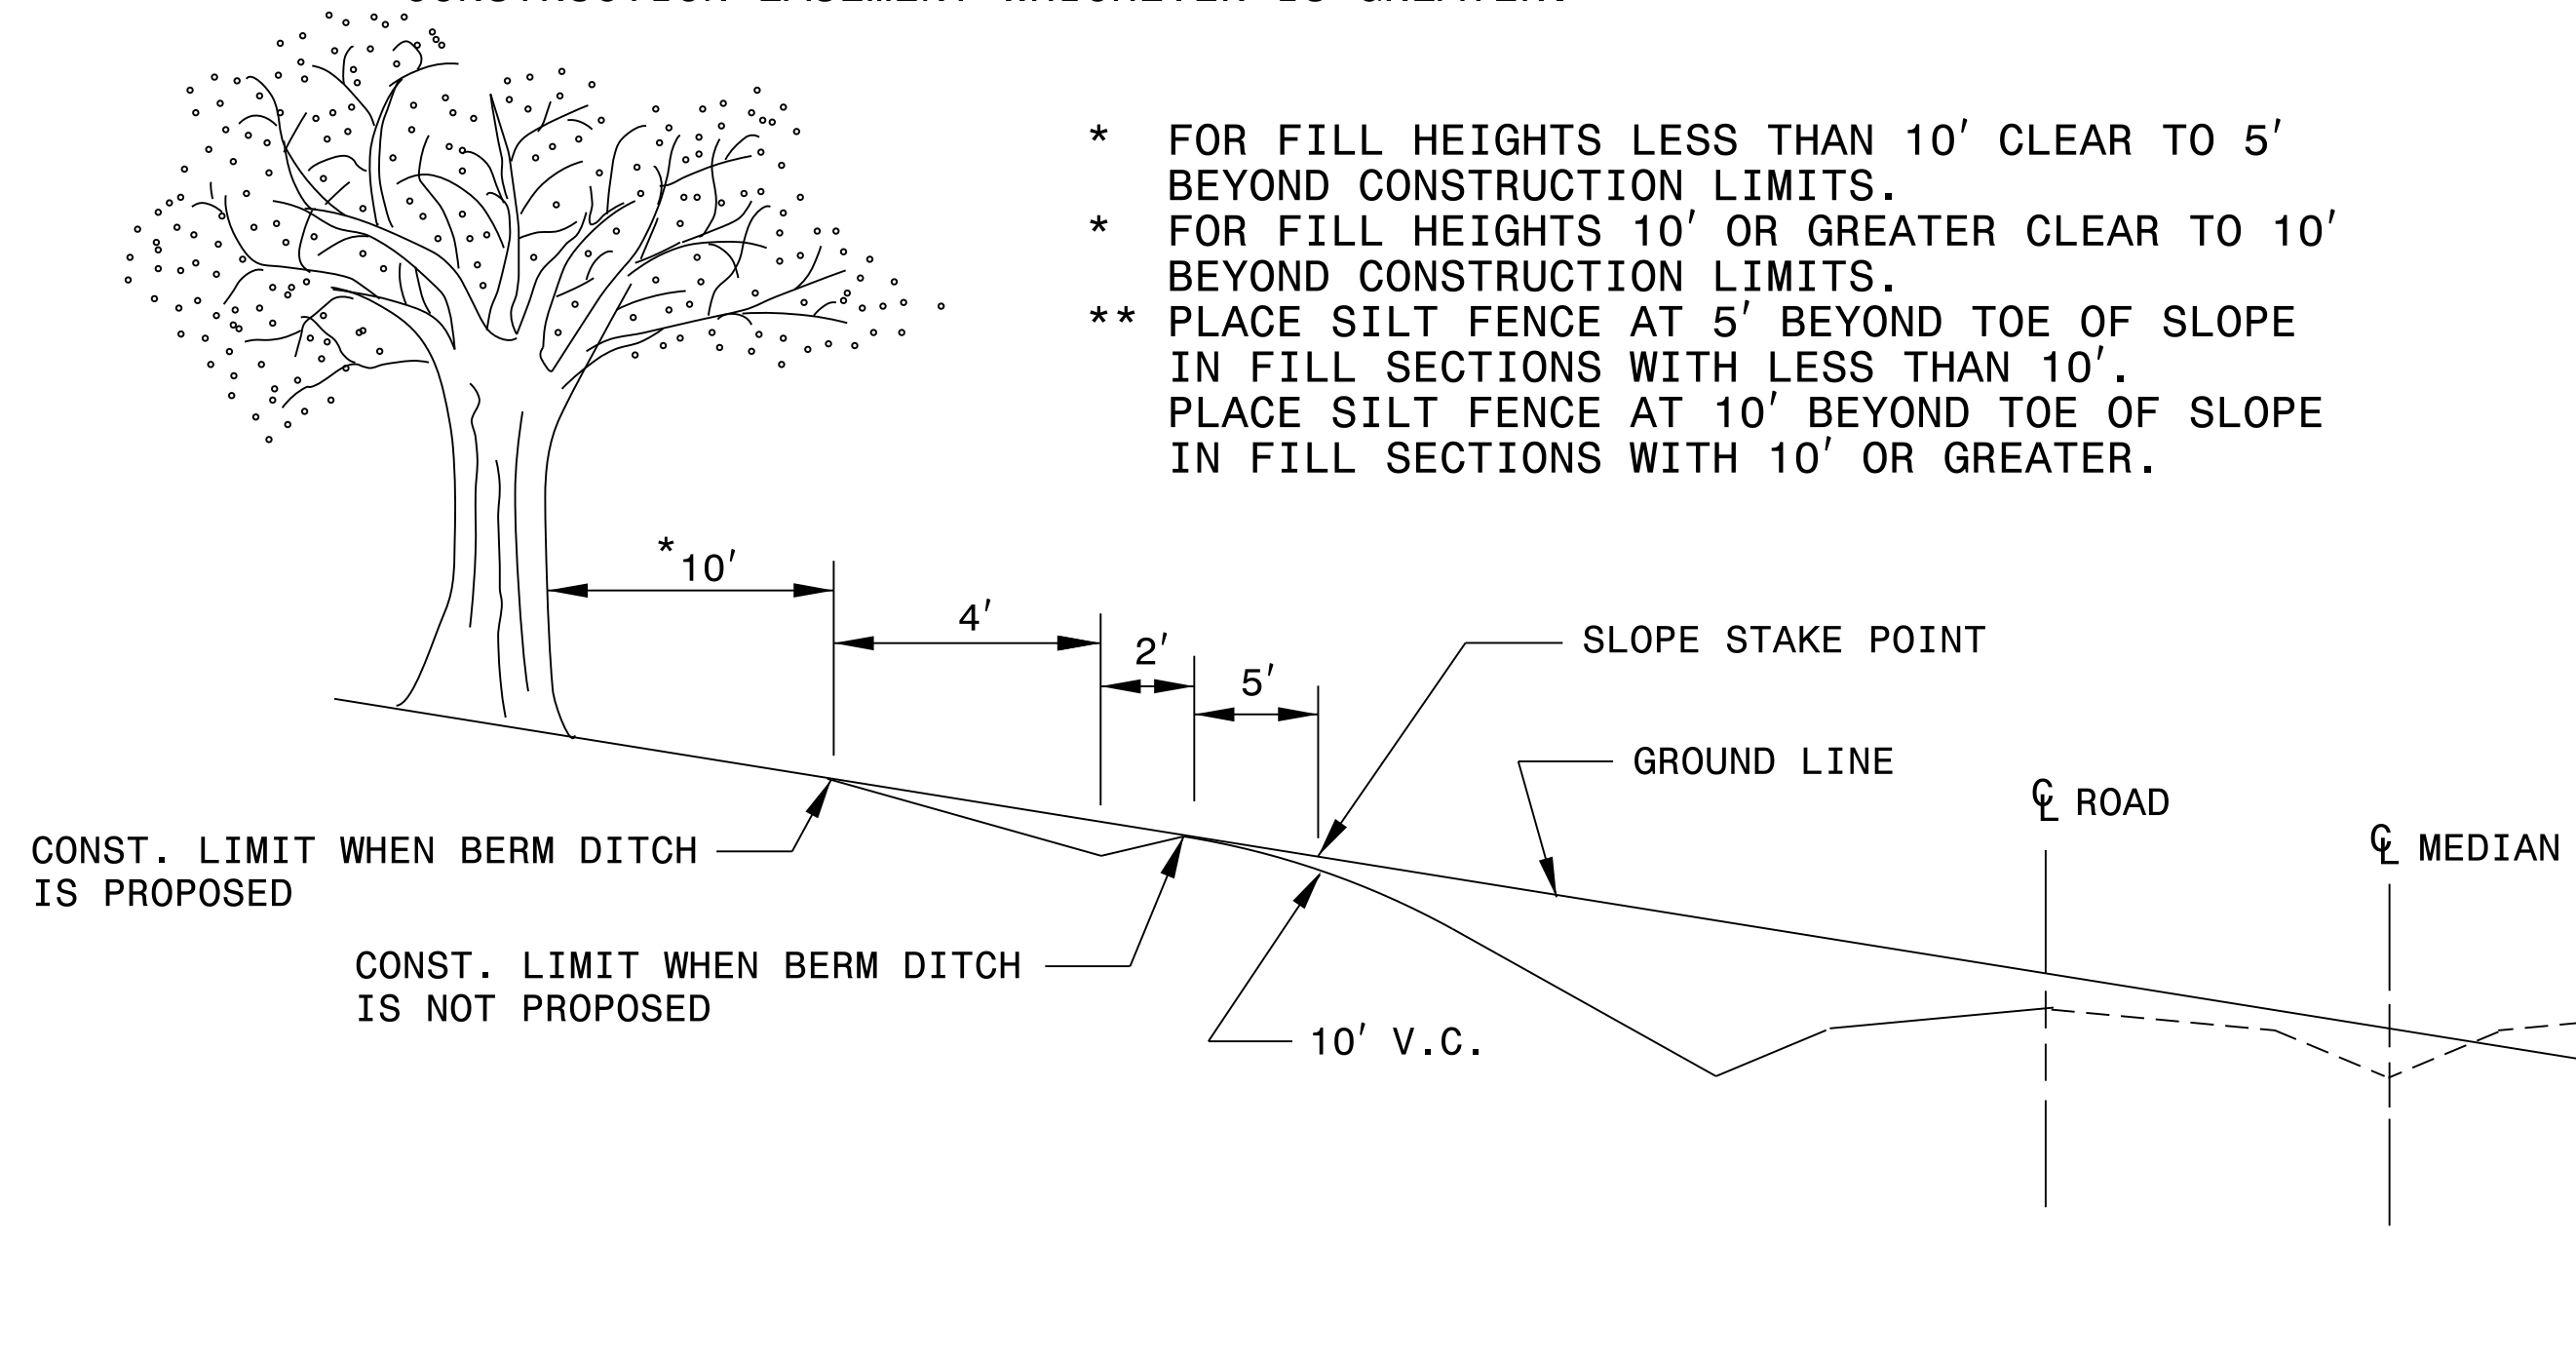 * FOR FILL HEIGHTS LESS THAN 10' CLEAR TO 5'
BEYOND CONSTRUCTION LIMITS.
* FOR FILL HEIGHTS 10' OR GREATER CLEAR TO 10'
BEYOND CONSTRUCTION LIMITS.
** PLACE SILT FENCE AT 5' BEYOND TOE OF SLOPE
IN FILL SECTIONS WITH LESS THAN 10'.
PLACE SILT FENCE AT 10' BEYOND TOE OF SLOPE
IN FILL SECTIONS WITH 10' OR GREATER.
*10'
4'
2'
5'
SLOPE STAKE POINT
GROUND LINE
℄ ROAD
℄ MEDIAN
CONST. LIMIT WHEN BERM DITCH
IS PROPOSED
CONST. LIMIT WHEN BERM DITCH
IS NOT PROPOSED
10' V.C.